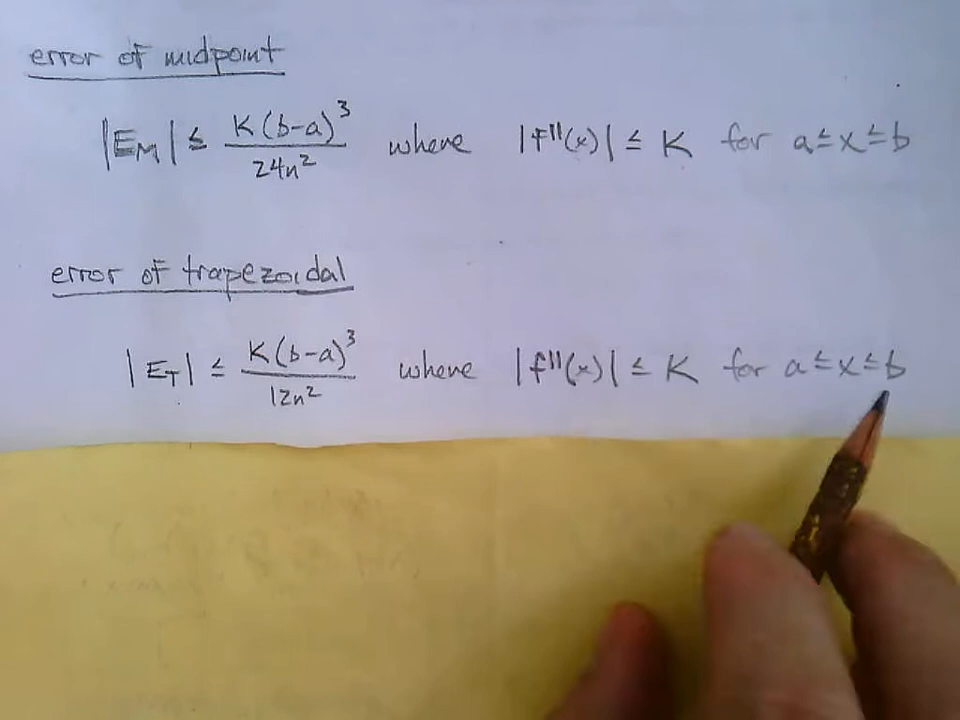 error of midpoint
|E_M| ≤ K(b-a)^3 / 24n^2 where |f''(x)| ≤ K for a≤x≤b
error of trapezoidal
|E_T| ≤ K(b-a)^3 / 12n^2 where |f''(x)| ≤ K for a≤x≤b